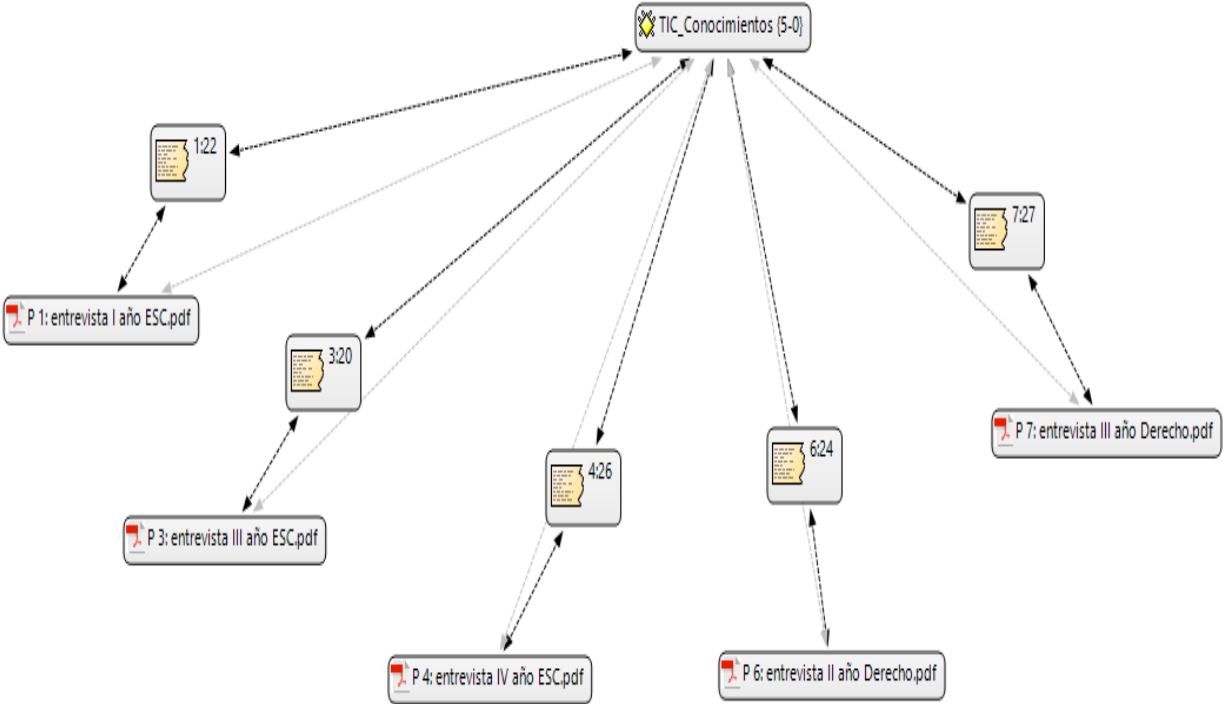 TIC_Conocimientos {5-0}
1:22
7:27
P 1: entrevista I año ESC.pdf
3:20
P 7: entrevista III año Derecho.pdf
6:24
4:26
P 3: entrevista III año ESC.pdf
P 4: entrevista IV año ESC.pdf
P 6: entrevista II año Derecho.pdf